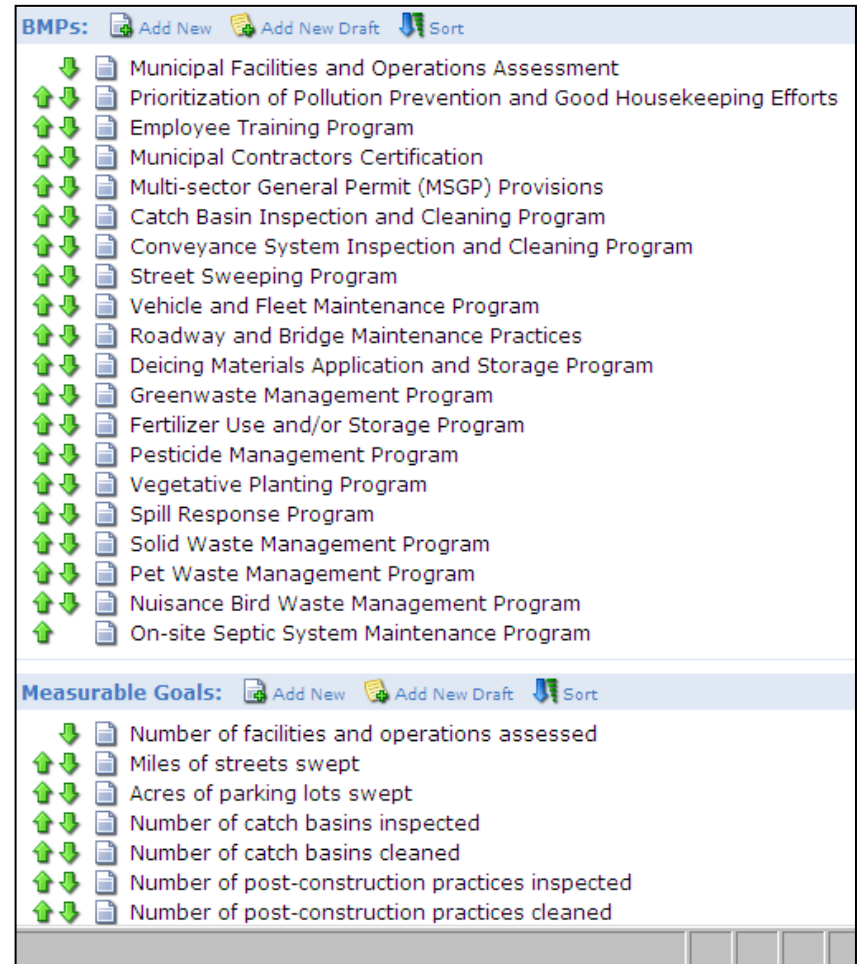 BMPs: Add New Add New Draft Sort
Municipal Facilities and Operations Assessment
Prioritization of Pollution Prevention and Good Housekeeping Efforts
Employee Training Program
Municipal Contractors Certification
Multi-sector General Permit (MSGP) Provisions
Catch Basin Inspection and Cleaning Program
Conveyance System Inspection and Cleaning Program
Street Sweeping Program
Vehicle and Fleet Maintenance Program
Roadway and Bridge Maintenance Practices
Deicing Materials Application and Storage Program
Greenwaste Management Program
Fertilizer Use and/or Storage Program
Pesticide Management Program
Vegetative Planting Program
Spill Response Program
Solid Waste Management Program
Pet Waste Management Program
Nuisance Bird Waste Management Program
On-site Septic System Maintenance Program
Measurable Goals: Add New Add New Draft Sort
Number of facilities and operations assessed
Miles of streets swept
Acres of parking lots swept
Number of catch basins inspected
Number of catch basins cleaned
Number of post-construction practices inspected
Number of post-construction practices cleaned